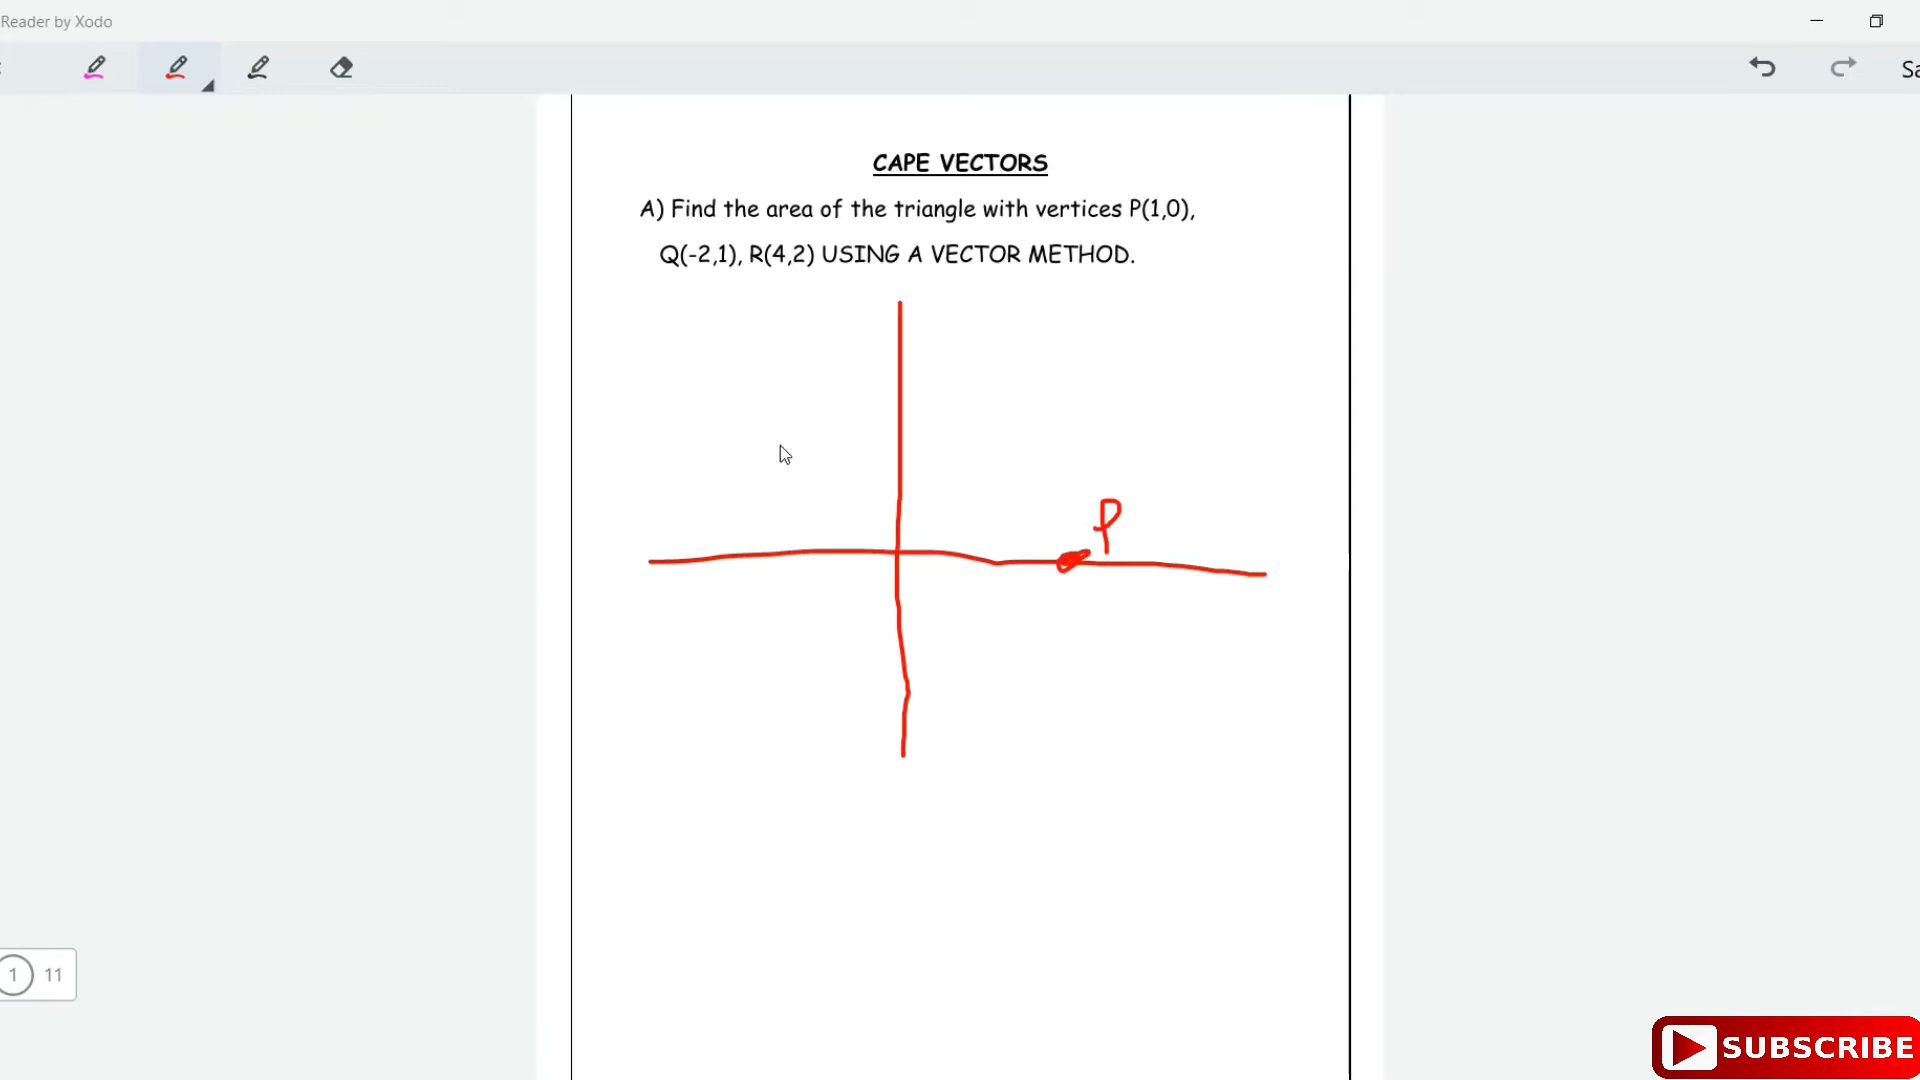 Reader by Xodo
Sa
CAPE VECTORS
A) Find the area of the triangle with vertices P(1,0),
Q(-2,1), R(4,2) USING A VECTOR METHOD.
P
1 11
SUBSCRIBE